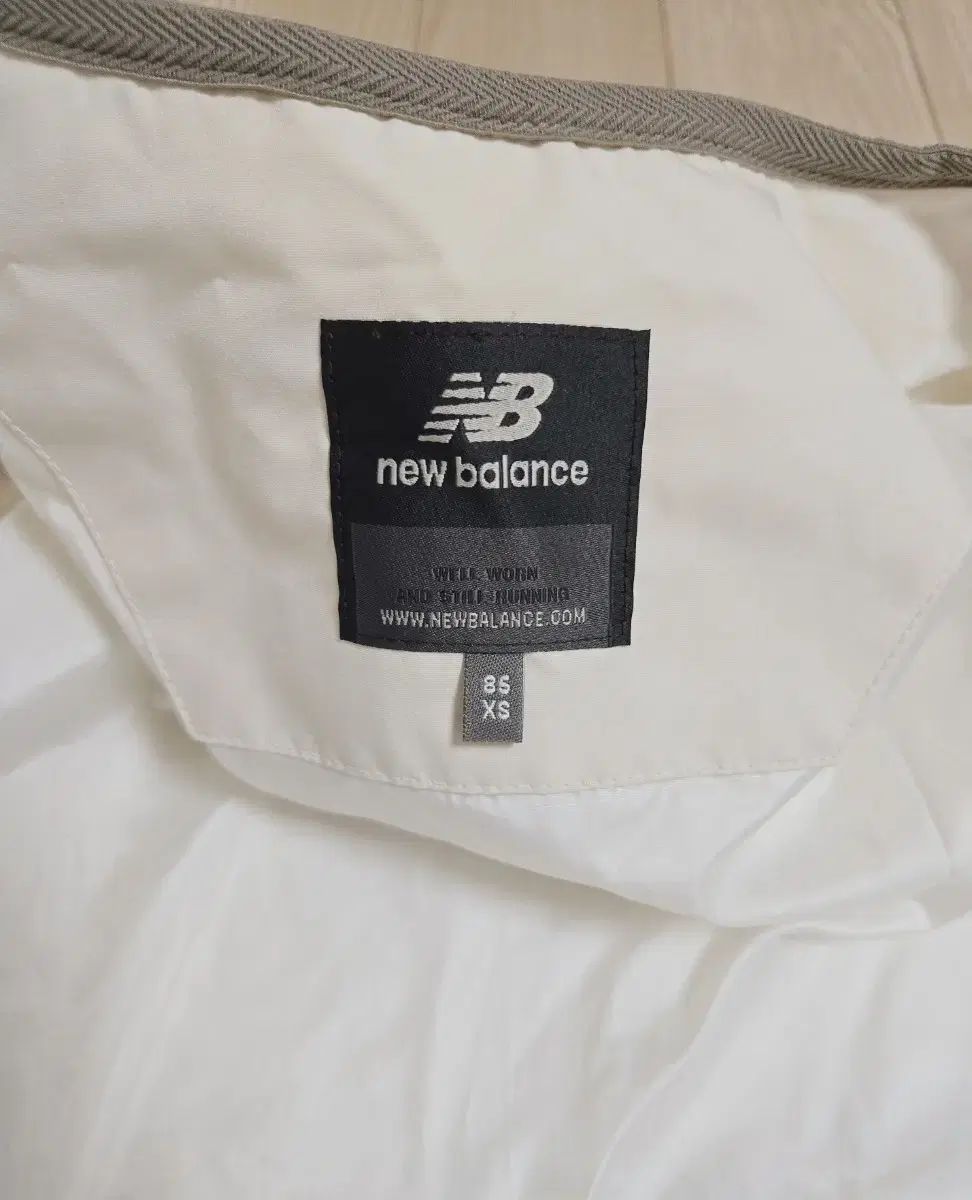 NB
new balance
WELL WORN
AND STILL RUNNING
WWW.NEWBALANCE.COM
85
XS